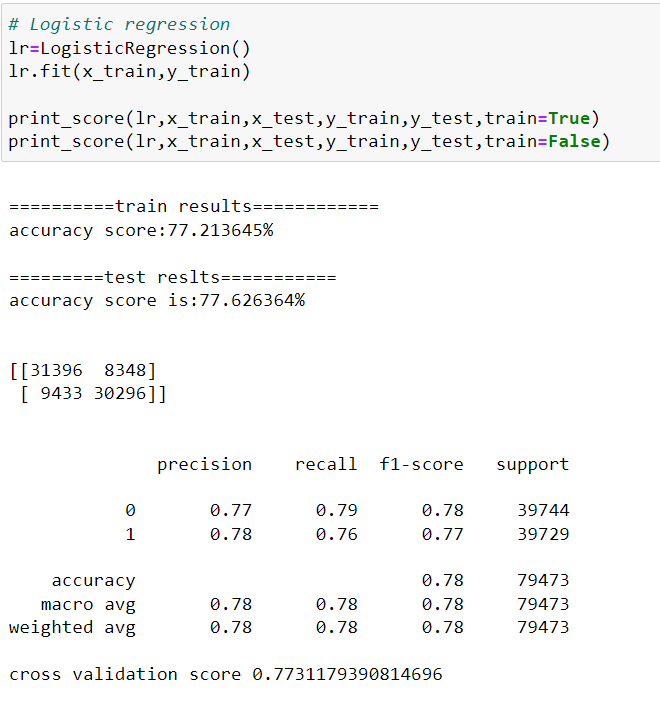 # Logistic regression
lr=LogisticRegression()
lr.fit(x_train,y_train)
print_score(lr,x_train,x_test,y_train,y_test,train=True)
print_score(lr,x_train,x_test,y_train,y_test,train=False)
==========train results============
accuracy score:77.213645%
=========test reslts===========
accuracy score is:77.626364%
[[31396  8348]
 [ 9433 30296]]
              precision    recall  f1-score   support
           0       0.77      0.79      0.78     39744
           1       0.78      0.76      0.77     39729
    accuracy                           0.78     79473
   macro avg       0.78      0.78      0.78     79473
weighted avg       0.78      0.78      0.78     79473
cross validation score 0.7731179390814696